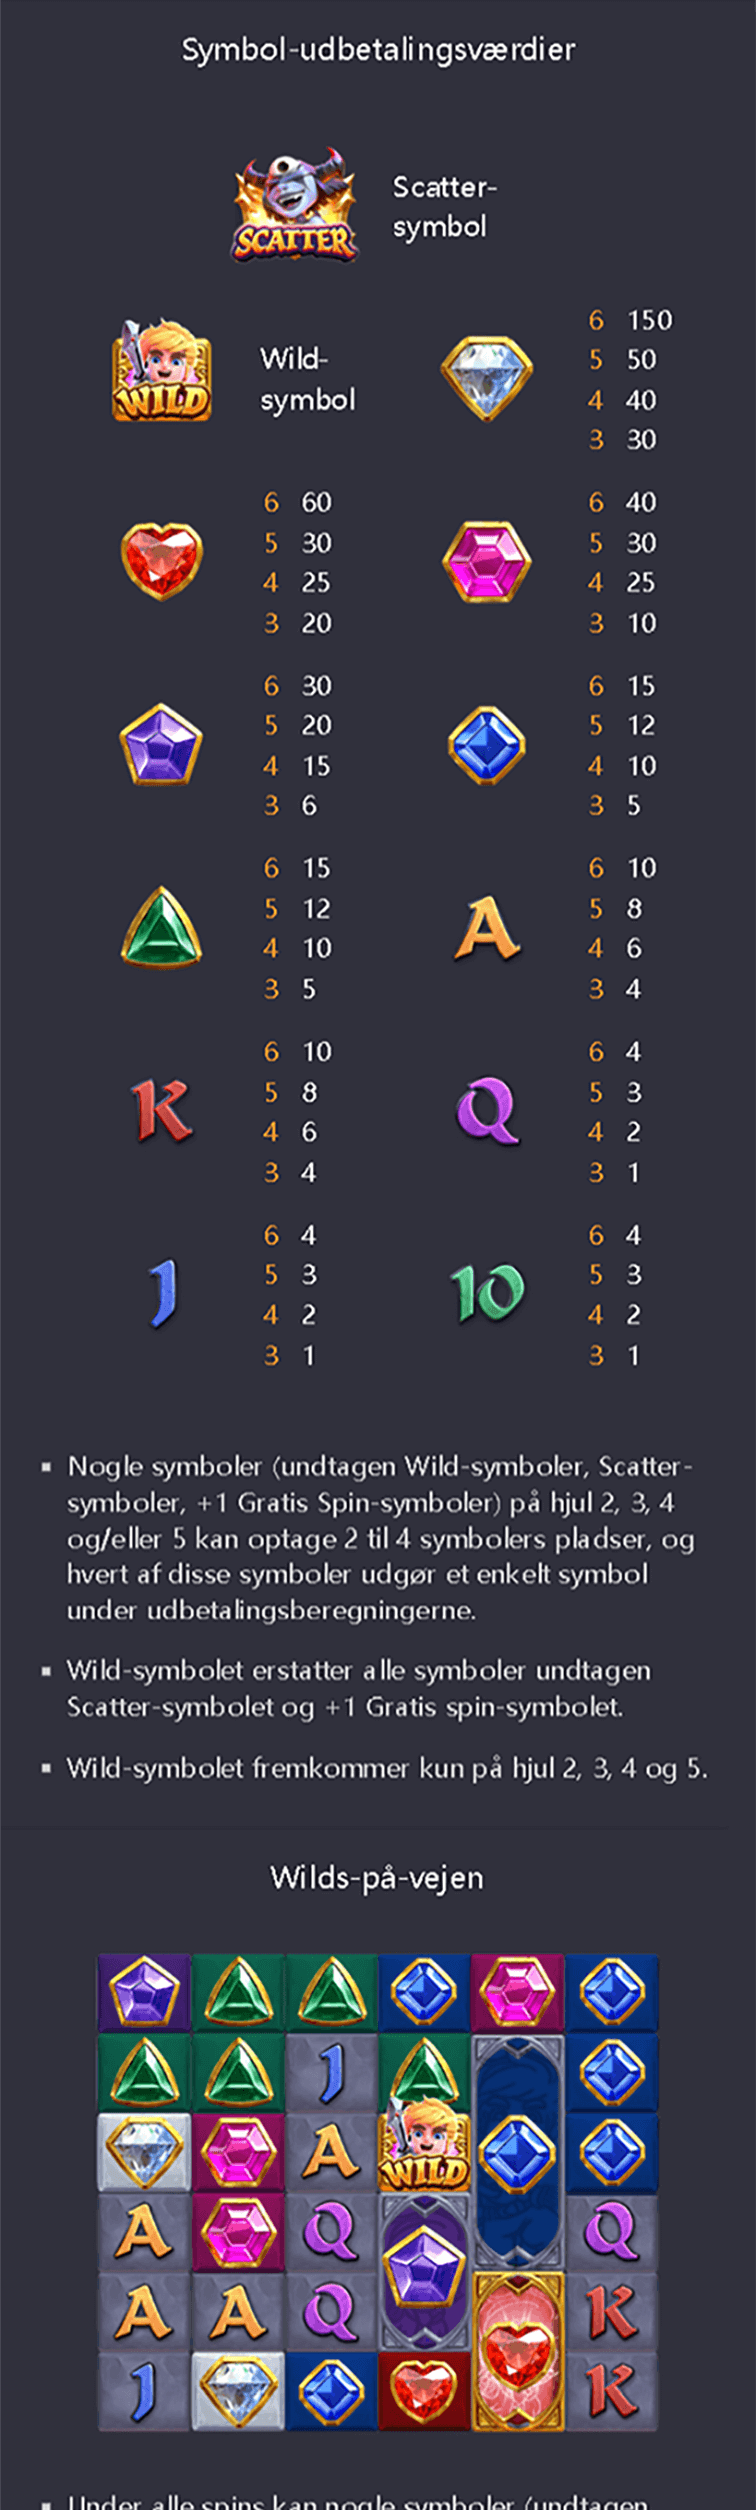 Symbol-udbetalingsværdier
SCATTER
Scatter-
symbol
WILD
Wild-
symbol
6 150
5 50
4 40
3 30
6 60
5 30
4 25
3 20
6 40
5 30
4 25
3 10
6 30
5 20
4 15
3 6
6 15
5 12
4 10
3 5
6 15
5 12
4 10
3 5
A
6 10
5 8
4 6
3 4
K
6 10
5 8
4 6
3 4
Q
6 4
5 3
4 2
3 1
J
6 4
5 3
4 2
3 1
10
6 4
5 3
4 2
3 1
Nogle symboler (undtagen Wild-symboler, Scatter-
symboler, +1 Gratis Spin-symboler) på hjul 2, 3, 4
og/eller 5 kan optage 2 til 4 symbolers pladser, og
hvert af disse symboler udgør et enkelt symbol
under udbetalingsberegningerne.
Wild-symbolet erstatter alle symboler undtagen
Scatter-symbolet og +1 Gratis spin-symbolet.
Wild-symbolet fremkommer kun på hjul 2, 3, 4 og 5.
Wilds-på-vejen
J
A WILD
A Q Q
A A Q K
J K
Under alle spins kan nogle symboler (undtagen